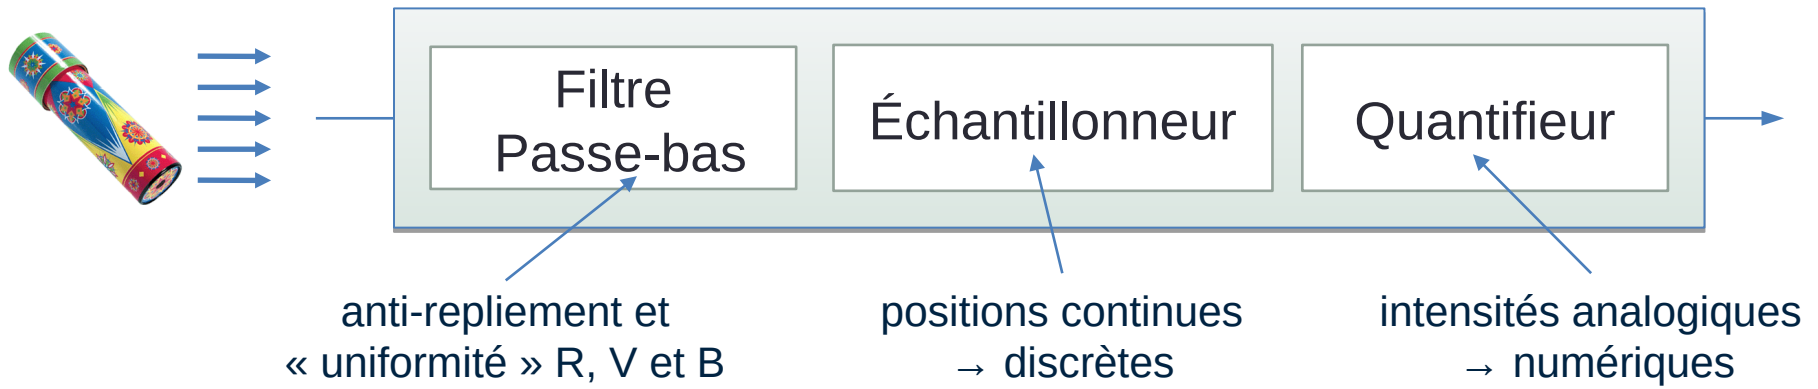 Filtre
Passe-bas
Échantillonneur
Quantifieur
anti-repliement et
« uniformité » R, V et B
positions continues
→ discrètes
intensités analogiques
→ numériques